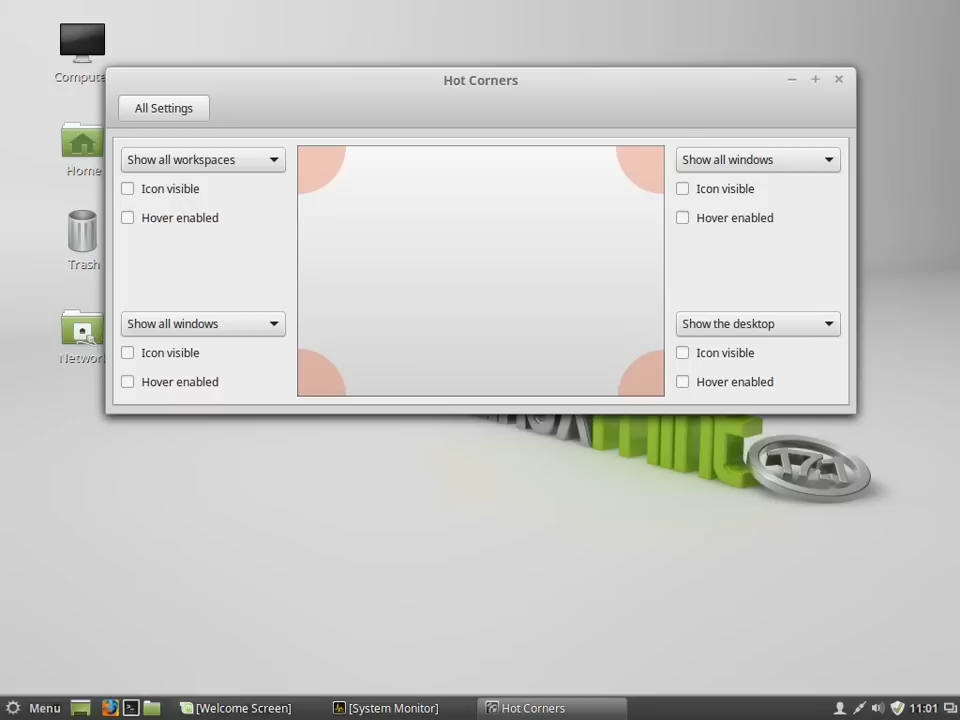 Computer
Hot Corners
All Settings
Home
Show all workspaces
Show all windows
Icon visible
Icon visible
Hover enabled
Hover enabled
Trash
Show all windows
Show the desktop
Network
Icon visible
Icon visible
Hover enabled
Hover enabled
17.1
Menu
[Welcome Screen]
[System Monitor]
Hot Corners
11:01